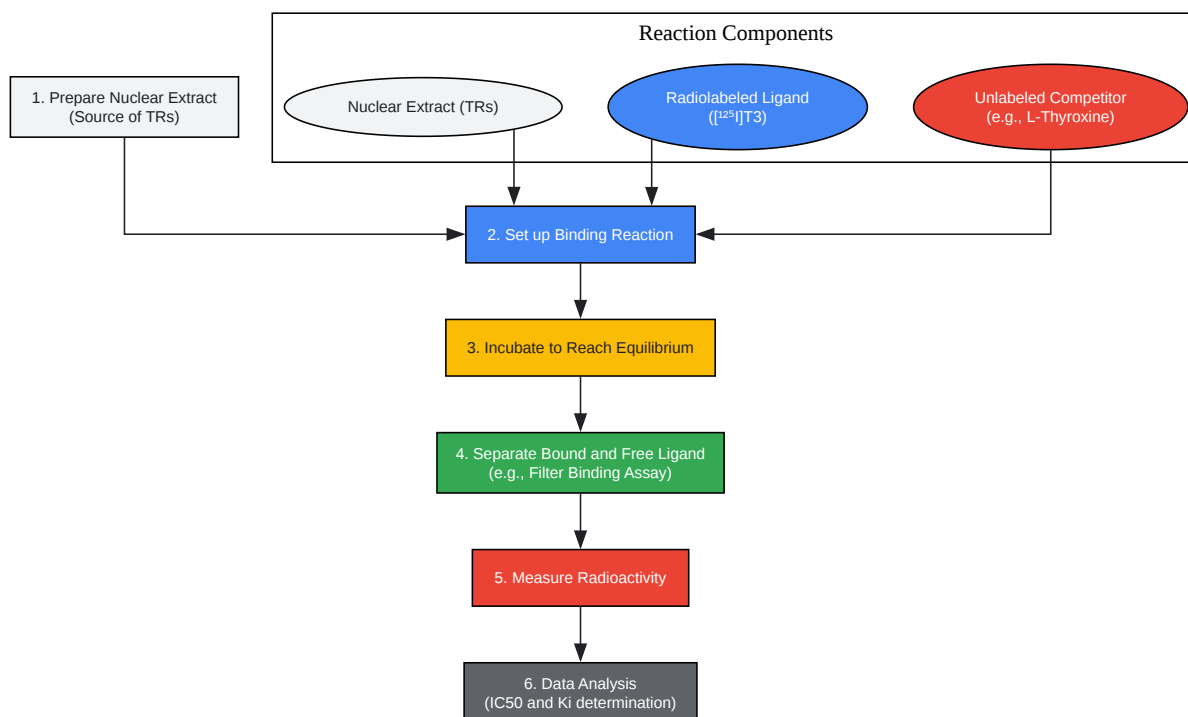 Reaction Components
1. Prepare Nuclear Extract
(Source of TRs)
Nuclear Extract (TRs)
Radiolabeled Ligand
([¹²⁵I]T3)
Unlabeled Competitor
(e.g., L-Thyroxine)
2. Set up Binding Reaction
3. Incubate to Reach Equilibrium
4. Separate Bound and Free Ligand
(e.g., Filter Binding Assay)
5. Measure Radioactivity
6. Data Analysis
(IC50 and Ki determination)